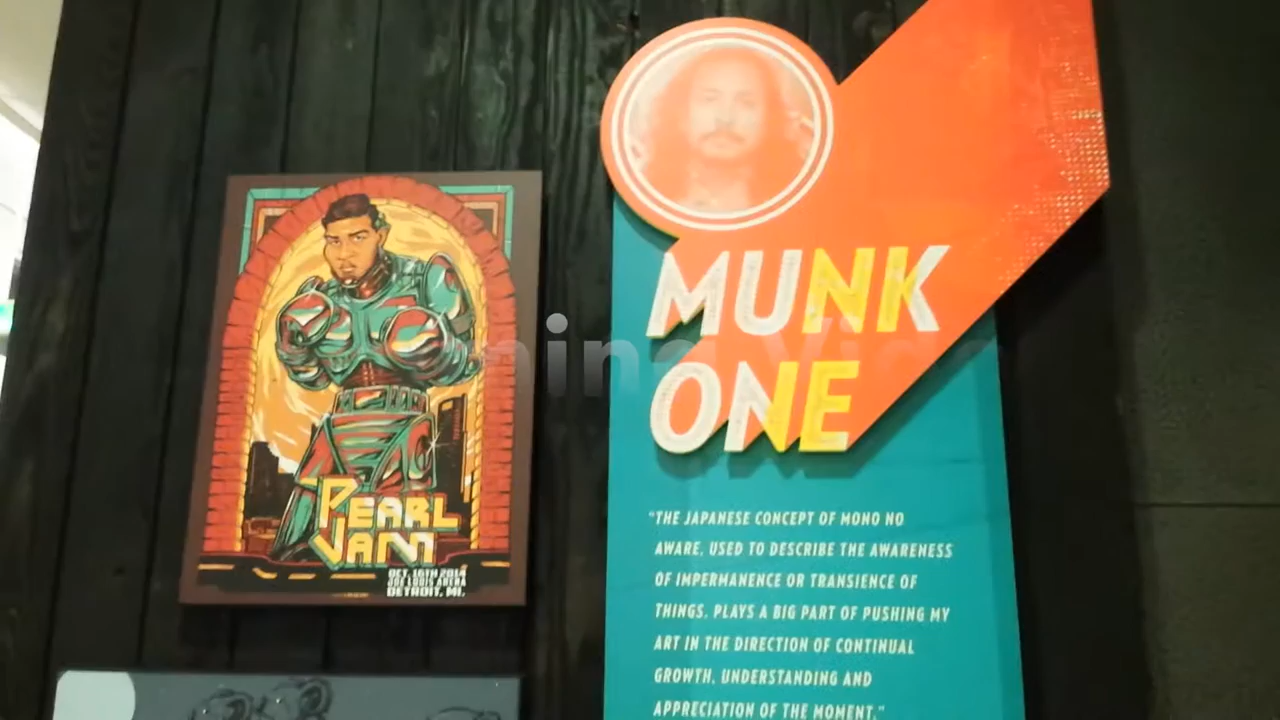 PEARL
JAM
OCT. 16TH 2014
JOE LOUIS ARENA
DETROIT, MI.
MUNK
ONE
"THE JAPANESE CONCEPT OF MONO NO
AWARE, USED TO DESCRIBE THE AWARENESS
OF IMPERMANENCE OR TRANSIENCE OF
THINGS, PLAYS A BIG PART OF PUSHING MY
ART IN THE DIRECTION OF CONTINUAL
GROWTH, UNDERSTANDING AND
APPRECIATION OF THE MOMENT."